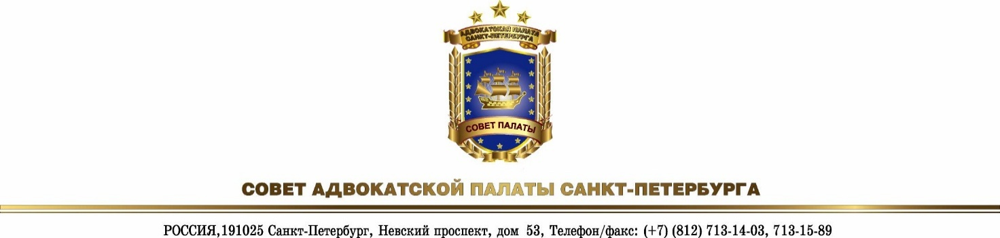 АДВОКАТСКАЯ ПАЛАТА
САНКТ-ПЕТЕРБУРГА
СОВЕТ ПАЛАТЫ
СОВЕТ АДВОКАТСКОЙ ПАЛАТЫ САНКТ-ПЕТЕРБУРГА
РОССИЯ,191025 Санкт-Петербург, Невский проспект, дом 53, Телефон/факс: (+7) (812) 713-14-03, 713-15-89